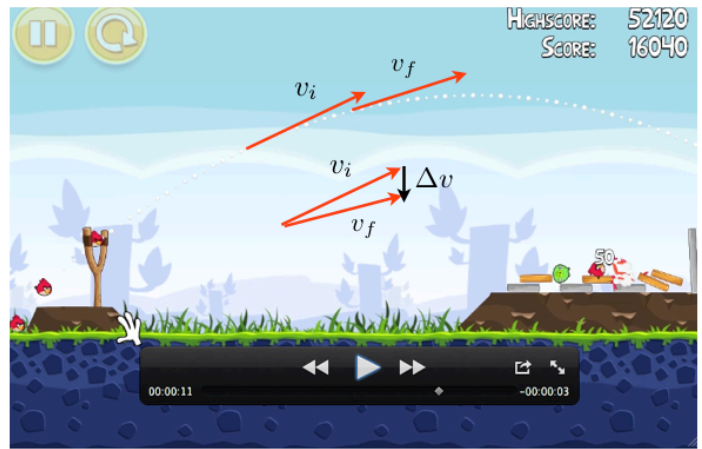 HIGHSCORE: 52120
SCORE: 16040
v_f
v_i
v_i
Δv
v_f
50
00:00:11
-00:00:03